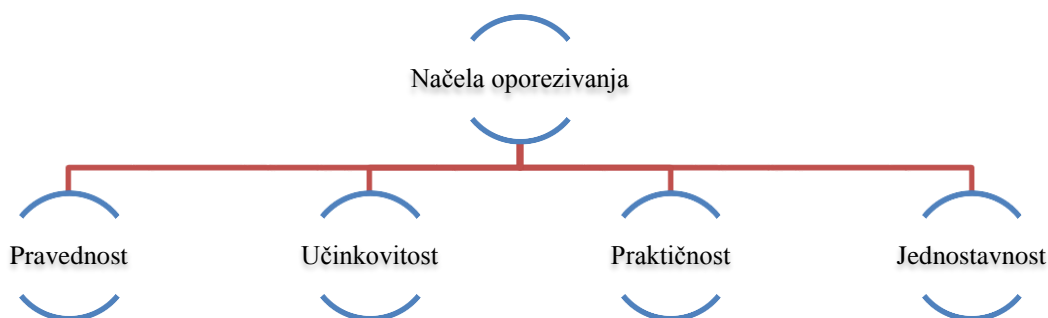 Načela oporezivanja
Pravednost
Učinkovitost
Praktičnost
Jednostavnost